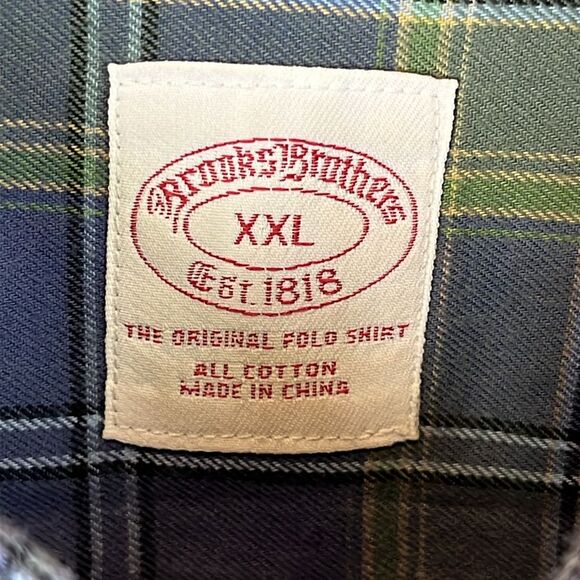 Brooks Brothers
XXL
Est. 1818
THE ORIGINAL POLO SHIRT
ALL COTTON
MADE IN CHINA